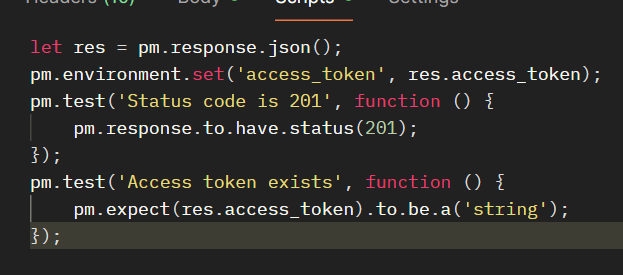 Headers (10) Body Scripts Settings
let res = pm.response.json();
pm.environment.set('access_token', res.access_token);
pm.test('Status code is 201', function () {
    pm.response.to.have.status(201);
});
pm.test('Access token exists', function () {
    pm.expect(res.access_token).to.be.a('string');
});